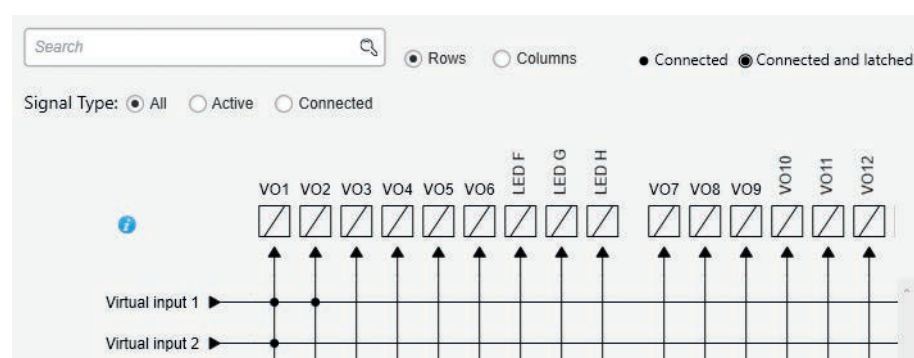 Search
Rows Columns ● Connected ◉ Connected and latched
Signal Type: All Active Connected
VO1 VO2 VO3 VO4 VO5 VO6 LED F LED G LED H VO7 VO8 VO9 VO10 VO11 VO12
i
Virtual input 1
Virtual input 2